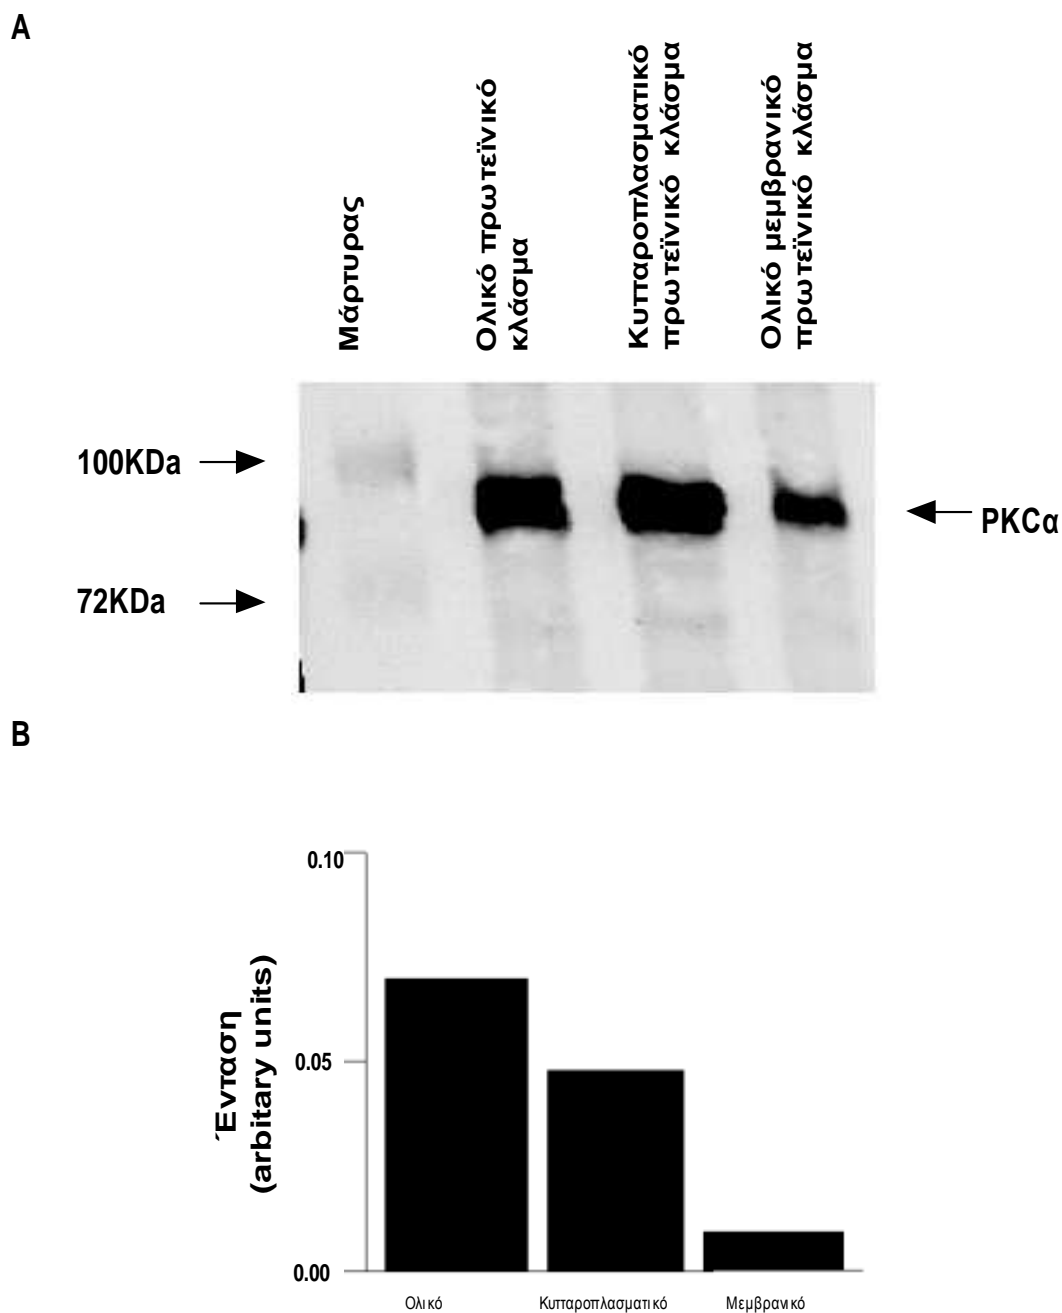 A
Μάρτυρας
Ολικό πρωτεϊνικό
κλάσμα
Κυτταροπλασματικό
πρωτεϊνικό κλάσμα
Ολικό μεμβρανικό
πρωτεϊνικό κλάσμα
100KDa
PKCα
72KDa
B
0.10
0.05
0.00
Ένταση
(arbitary units)
Ολικό
Κυτταροπλασματικό
Μεμβρανικό